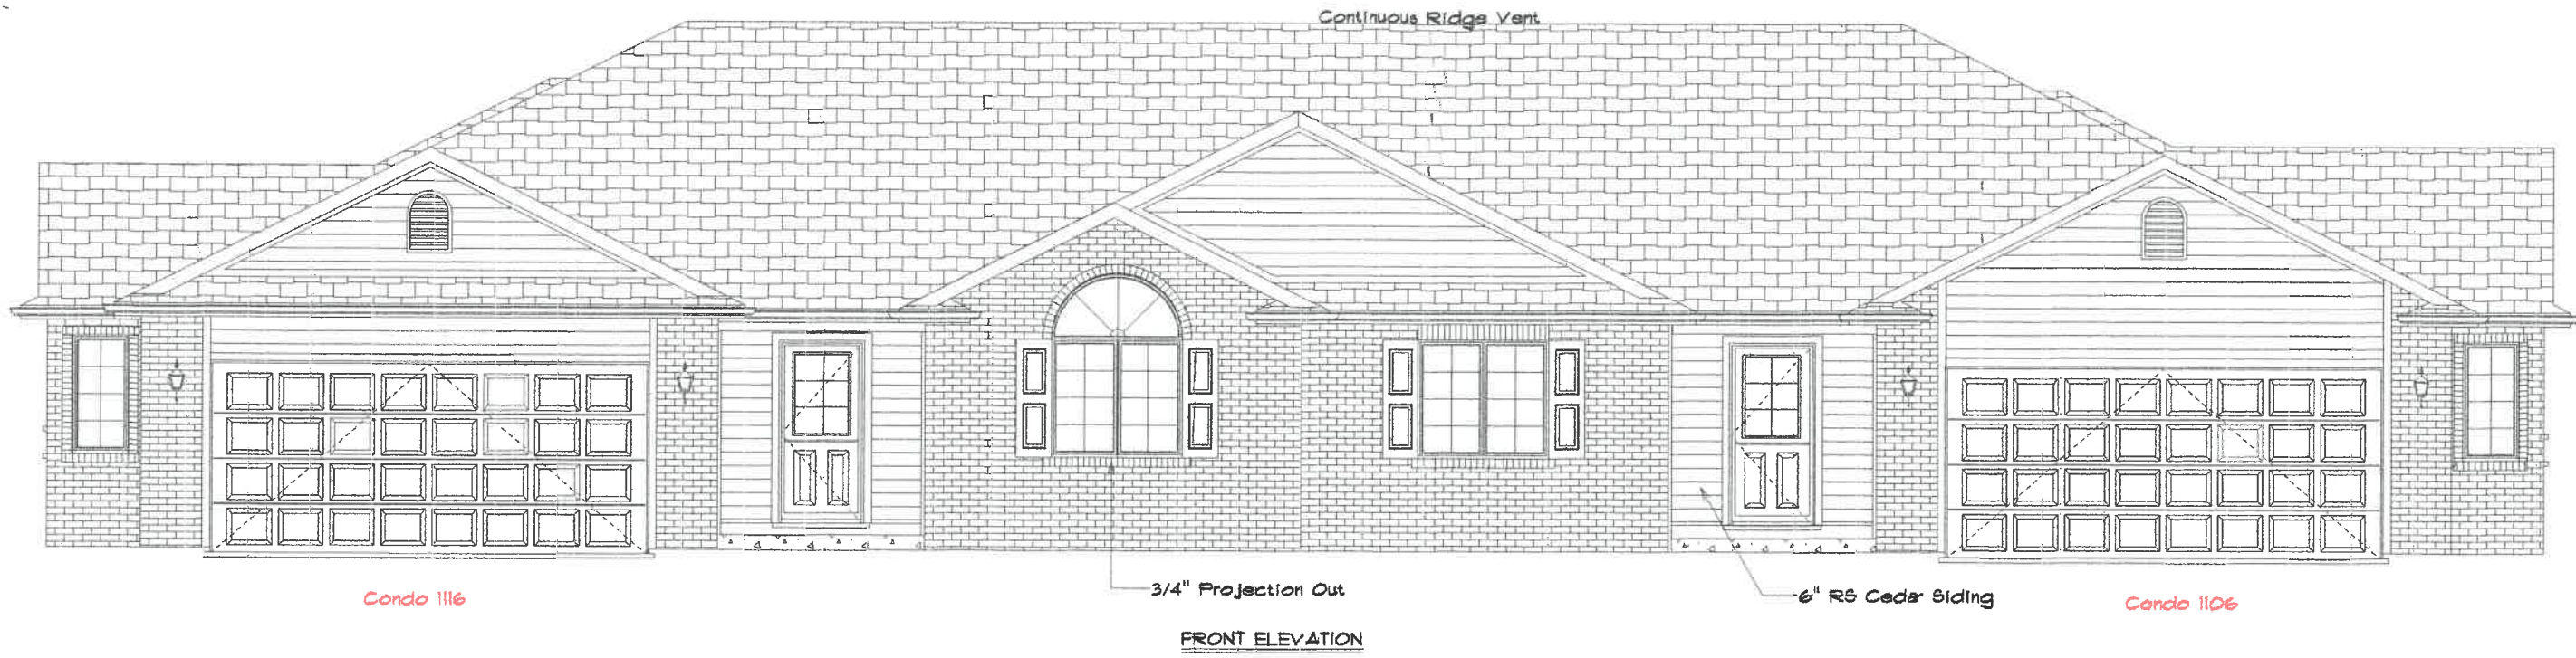 Continuous Ridge Vent
3/4" Projection Out
6" RS Cedar Siding
Condo 1116
Condo 1106
FRONT ELEVATION